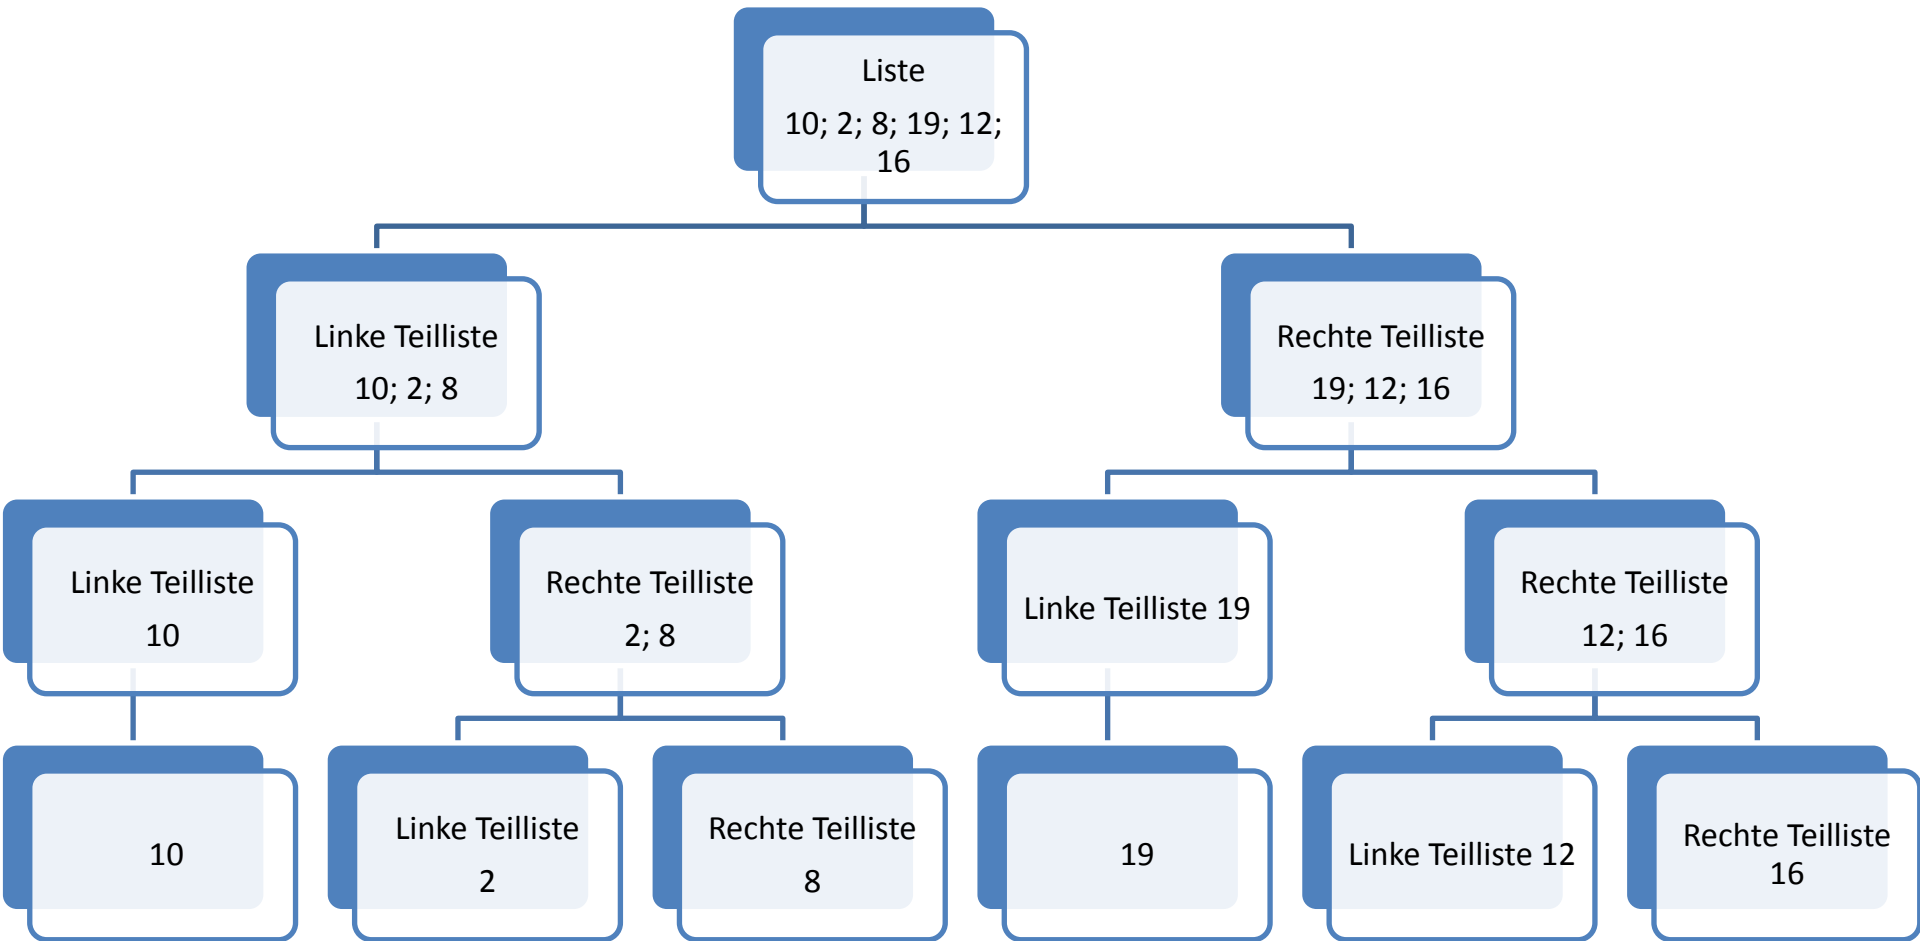 Liste
10; 2; 8; 19; 12;
16
Linke Teilliste
10; 2; 8
Rechte Teilliste
19; 12; 16
Linke Teilliste
10
Rechte Teilliste
2; 8
Linke Teilliste 19
Rechte Teilliste
12; 16
10
Linke Teilliste
2
Rechte Teilliste
8
19
Linke Teilliste 12
Rechte Teilliste
16